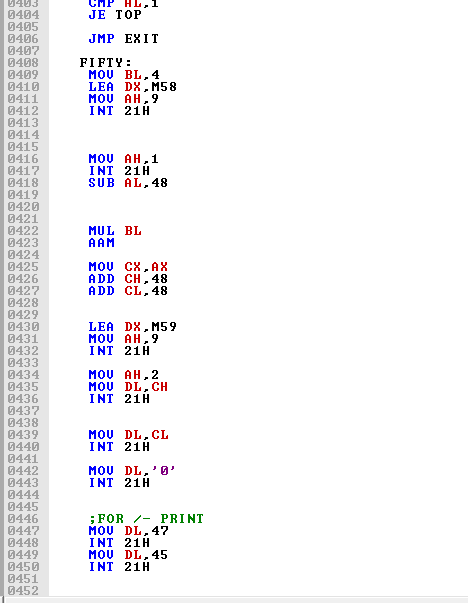 0403 CMP AL,1
0404 JE TOP
0405
0406 JMP EXIT
0407
0408 FIFTY:
0409 MOV BL,4
0410 LEA DX,M58
0411 MOV AH,9
0412 INT 21H
0413
0414
0415
0416 MOV AH,1
0417 INT 21H
0418 SUB AL,48
0419
0420
0421
0422 MUL BL
0423 AAM
0424
0425 MOV CX,AX
0426 ADD CH,48
0427 ADD CL,48
0428
0429
0430 LEA DX,M59
0431 MOV AH,9
0432 INT 21H
0433
0434 MOV AH,2
0435 MOV DL,CH
0436 INT 21H
0437
0438
0439 MOV DL,CL
0440 INT 21H
0441
0442 MOV DL,'0'
0443 INT 21H
0444
0445
0446 ;FOR /- PRINT
0447 MOV DL,47
0448 INT 21H
0449 MOV DL,45
0450 INT 21H
0451
0452